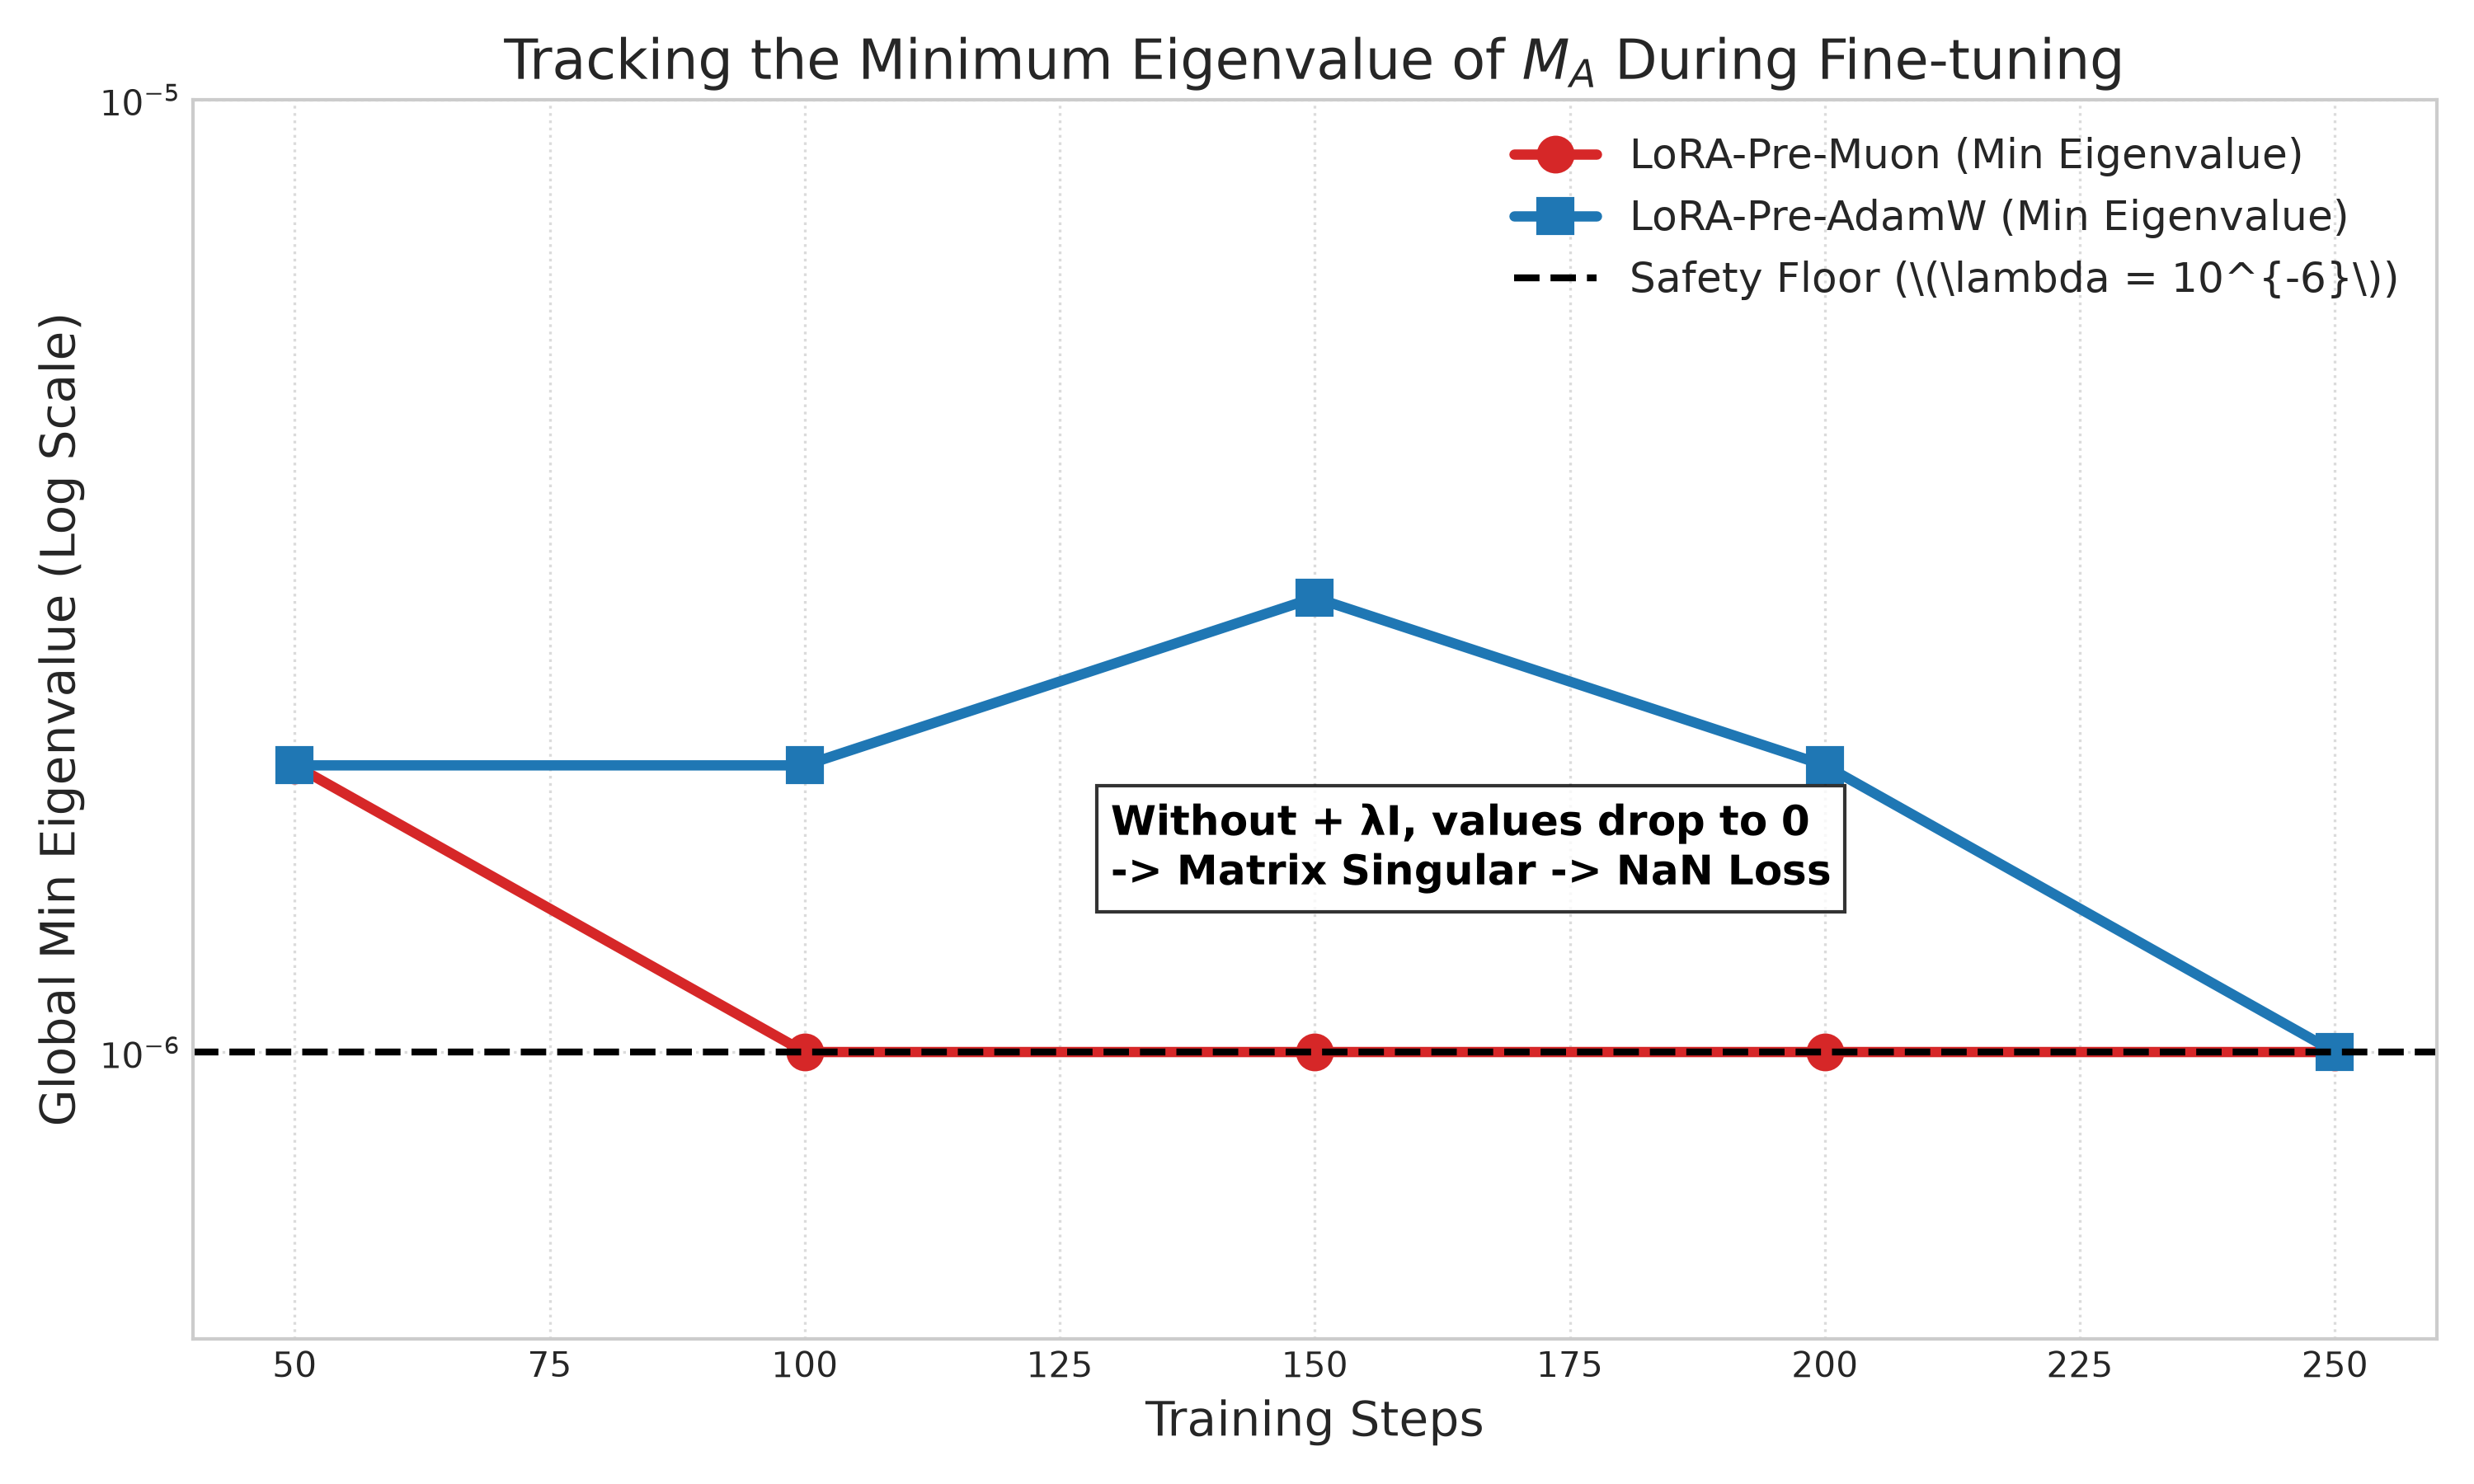 Tracking the Minimum Eigenvalue of M_A During Fine-tuning
10⁻⁵
LoRA-Pre-Muon (Min Eigenvalue)
LoRA-Pre-AdamW (Min Eigenvalue)
Safety Floor (\(\lambda = 10^{-6}\))
Global Min Eigenvalue (Log Scale)
Without + λI, values drop to 0
-> Matrix Singular -> NaN Loss
10⁻⁶
50 75 100 125 150 175 200 225 250
Training Steps